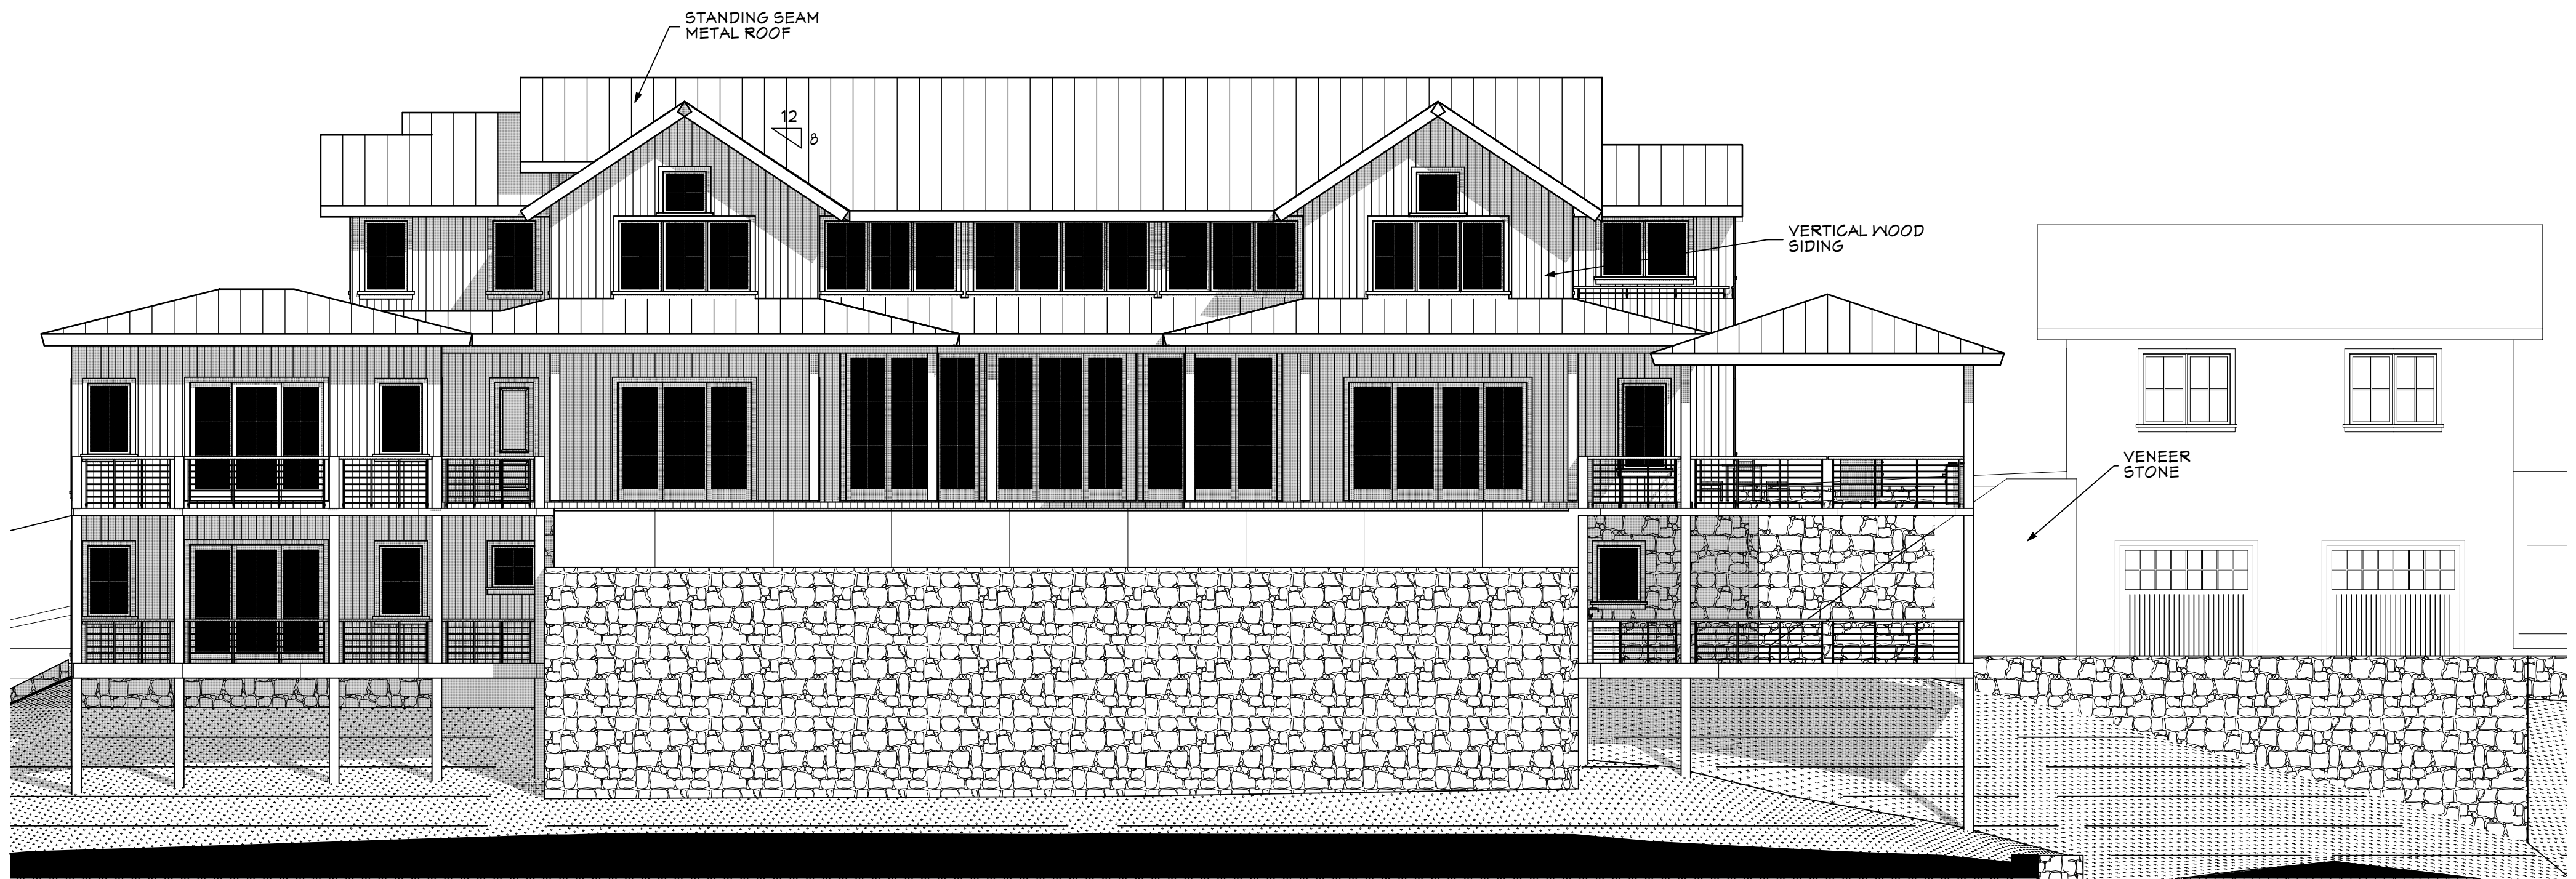 STANDING SEAM
METAL ROOF
12
8
VERTICAL WOOD
SIDING
VENEER
STONE